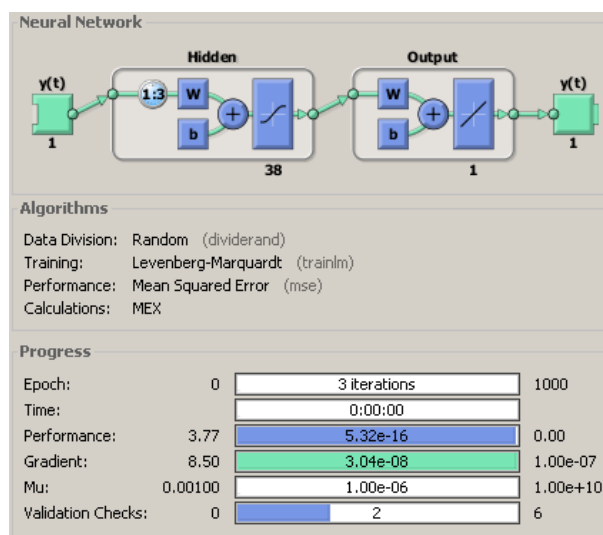 Neural Network
Hidden
Output
y(t)
1:3
W
b
+
W
b
+
y(t)
1
38
1
1
Algorithms
Data Division: Random (dividerand)
Training: Levenberg-Marquardt (trainlm)
Performance: Mean Squared Error (mse)
Calculations: MEX
Progress
Epoch: 0 3 iterations 1000
Time: 0:00:00
Performance: 3.77 5.32e-16 0.00
Gradient: 8.50 3.04e-08 1.00e-07
Mu: 0.00100 1.00e-06 1.00e+10
Validation Checks: 0 2 6